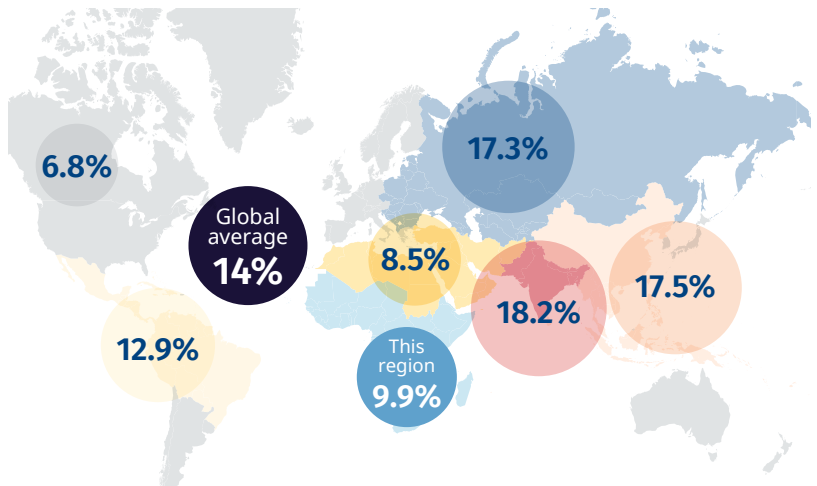 17.3%
6.8%
Global
average
14%
8.5%
17.5%
18.2%
12.9%
This
region
9.9%